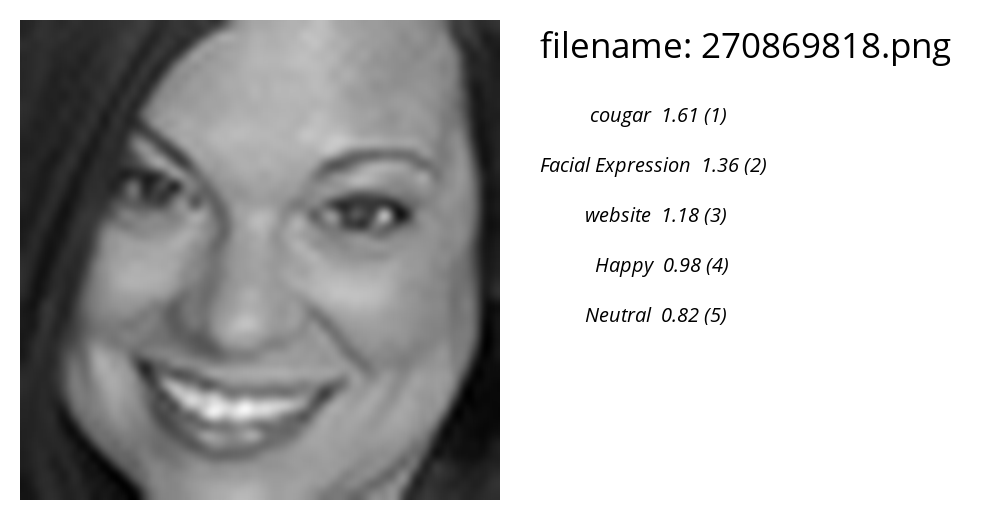 filename: 270869818.png
cougar 1.61 (1)
Facial Expression 1.36 (2)
website 1.18 (3)
Happy 0.98 (4)
Neutral 0.82 (5)